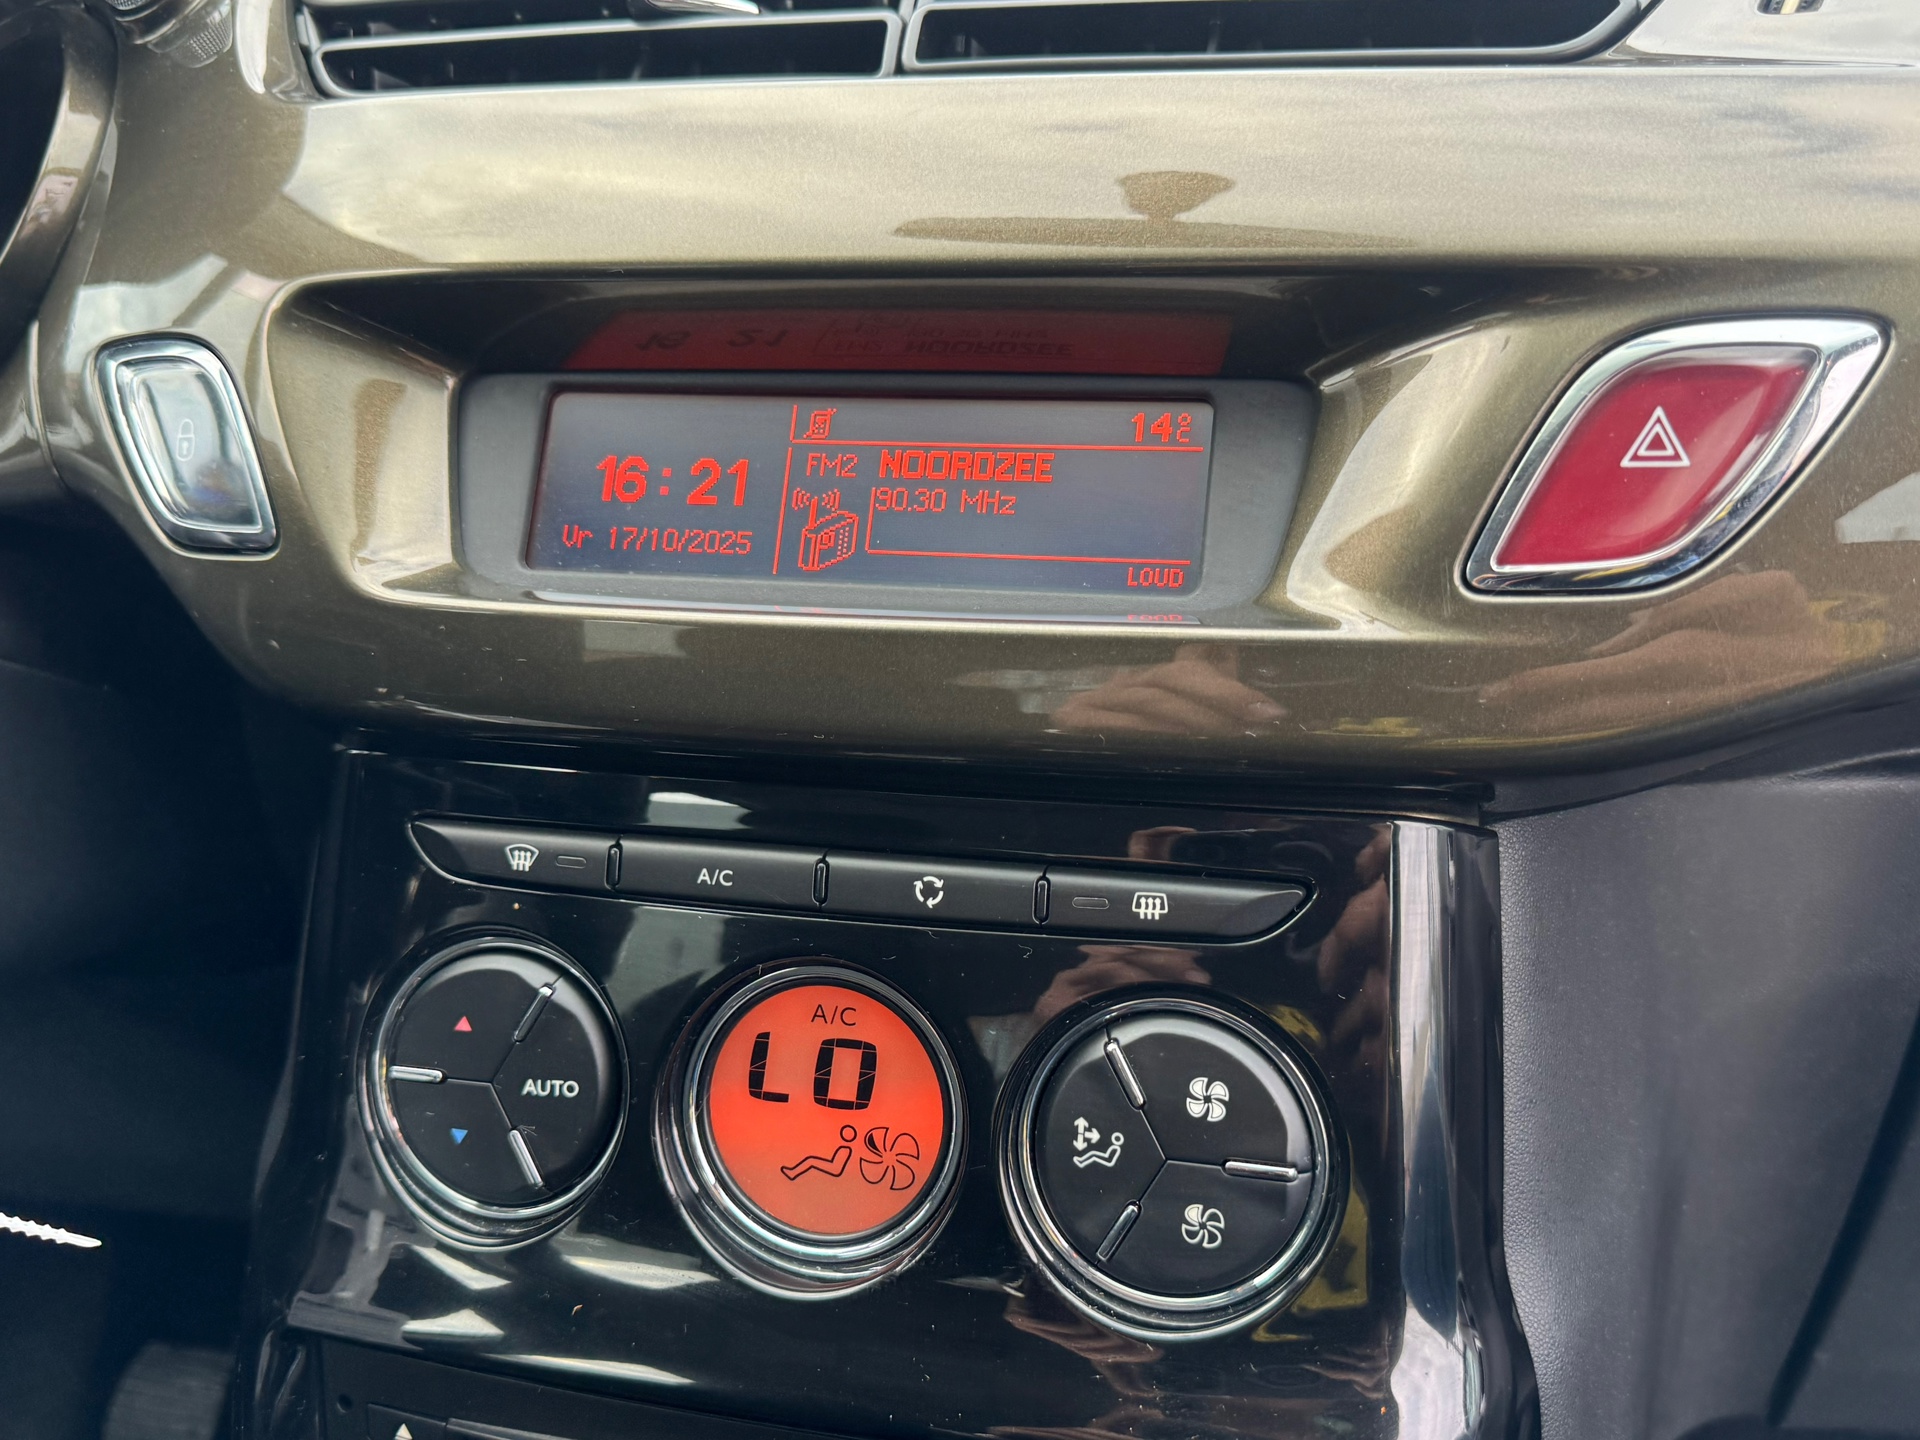 14°C
16:21
FM2 NOORDZEE
90.30 MHz
Vr 17/10/2025
LOUD
A/C
AUTO
A/C
LO